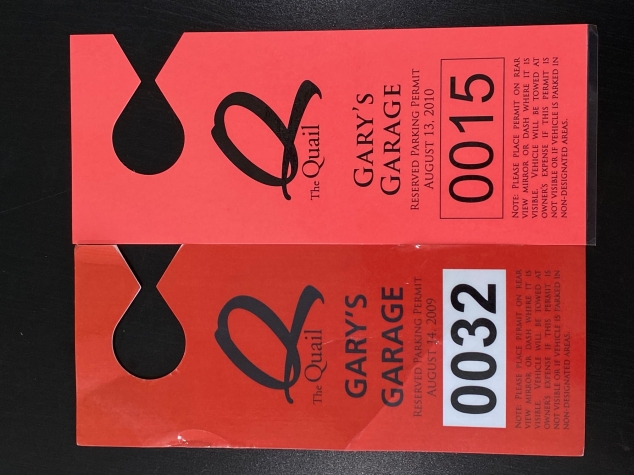 The Quail
GARY'S
GARAGE
RESERVED PARKING PERMIT
AUGUST 13, 2010
0015
NOTE: PLEASE PLACE PERMIT ON REAR
VIEW MIRROR OR DASH WHERE IT IS
VISIBLE. VEHICLE WILL BE TOWED AT
OWNER'S EXPENSE IF THIS PERMIT IS
NOT VISIBLE OR IF VEHICLE IS PARKED IN
NON-DESIGNATED AREAS.
The Quail
GARY'S
GARAGE
RESERVED PARKING PERMIT
AUGUST 14, 2009
0032
NOTE: PLEASE PLACE PERMIT ON REAR
VIEW MIRROR OR DASH WHERE IT IS
VISIBLE. VEHICLE WILL BE TOWED AT
OWNER'S EXPENSE IF THIS PERMIT IS
NOT VISIBLE OR IF VEHICLE IS PARKED IN
NON-DESIGNATED AREAS.